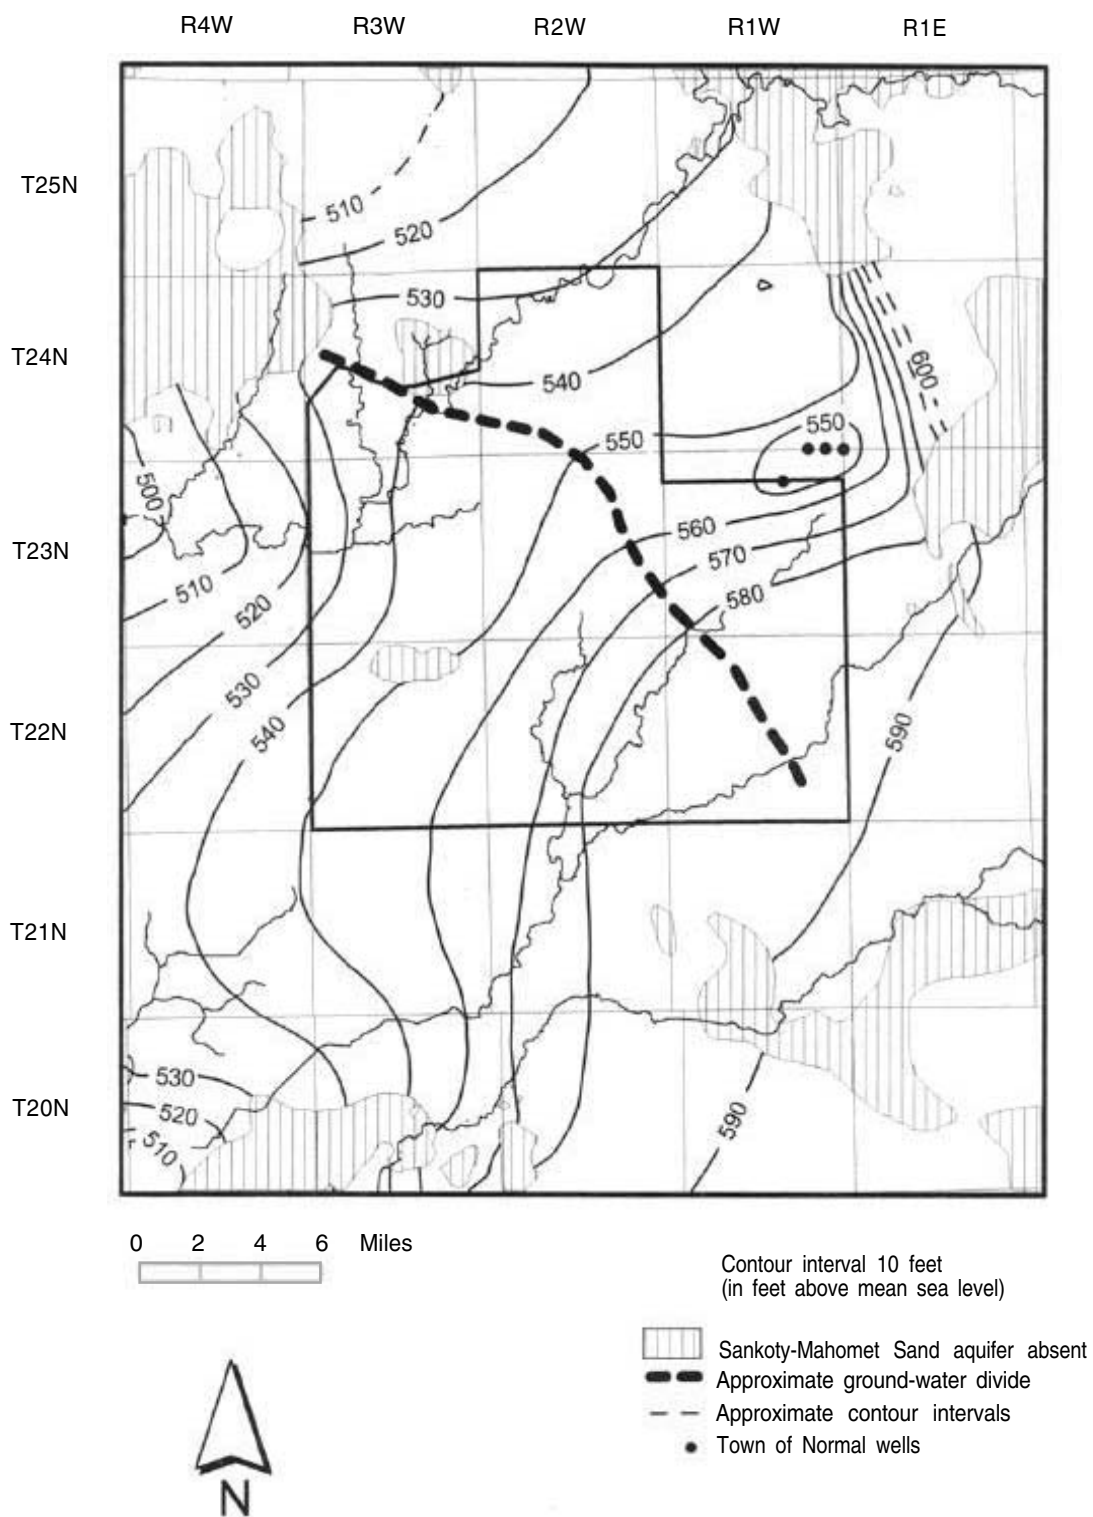 R4W R3W R2W R1W R1E
T25N
510
520
530
T24N
600
540
550
550
500
560
T23N
570
510
580
520
530
T22N
540
590
T21N
530
T20N
520
590
510
0 2 4 6 Miles
Contour interval 10 feet
(in feet above mean sea level)
Sankoty-Mahomet Sand aquifer absent
Approximate ground-water divide
Approximate contour intervals
Town of Normal wells
N